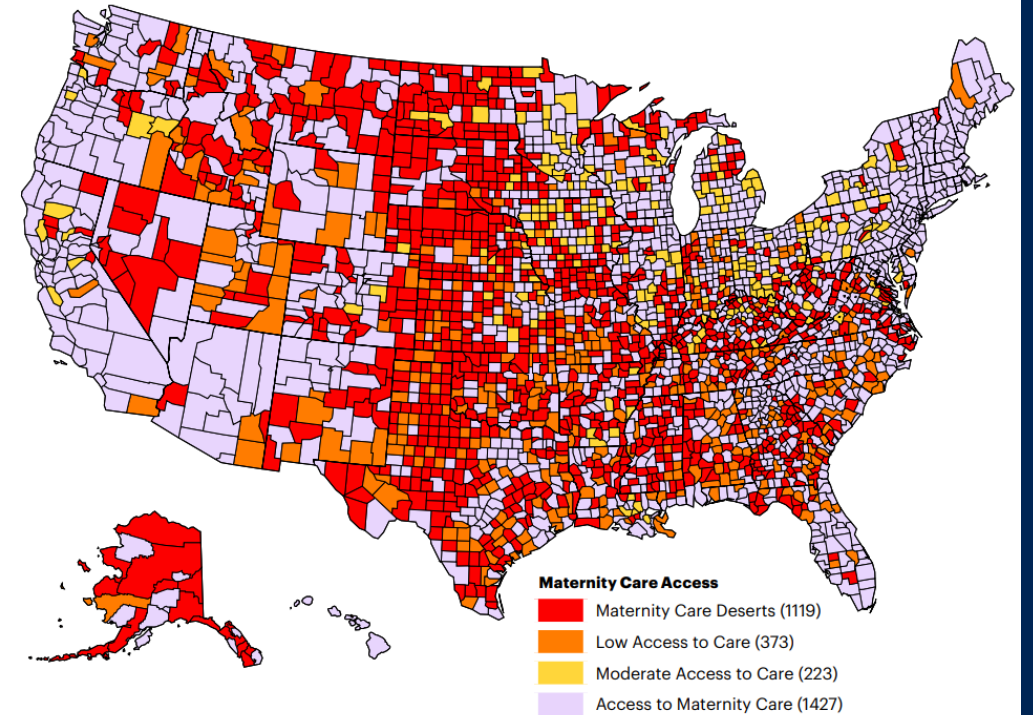 Maternity Care Access
Maternity Care Deserts (1119)
Low Access to Care (373)
Moderate Access to Care (223)
Access to Maternity Care (1427)